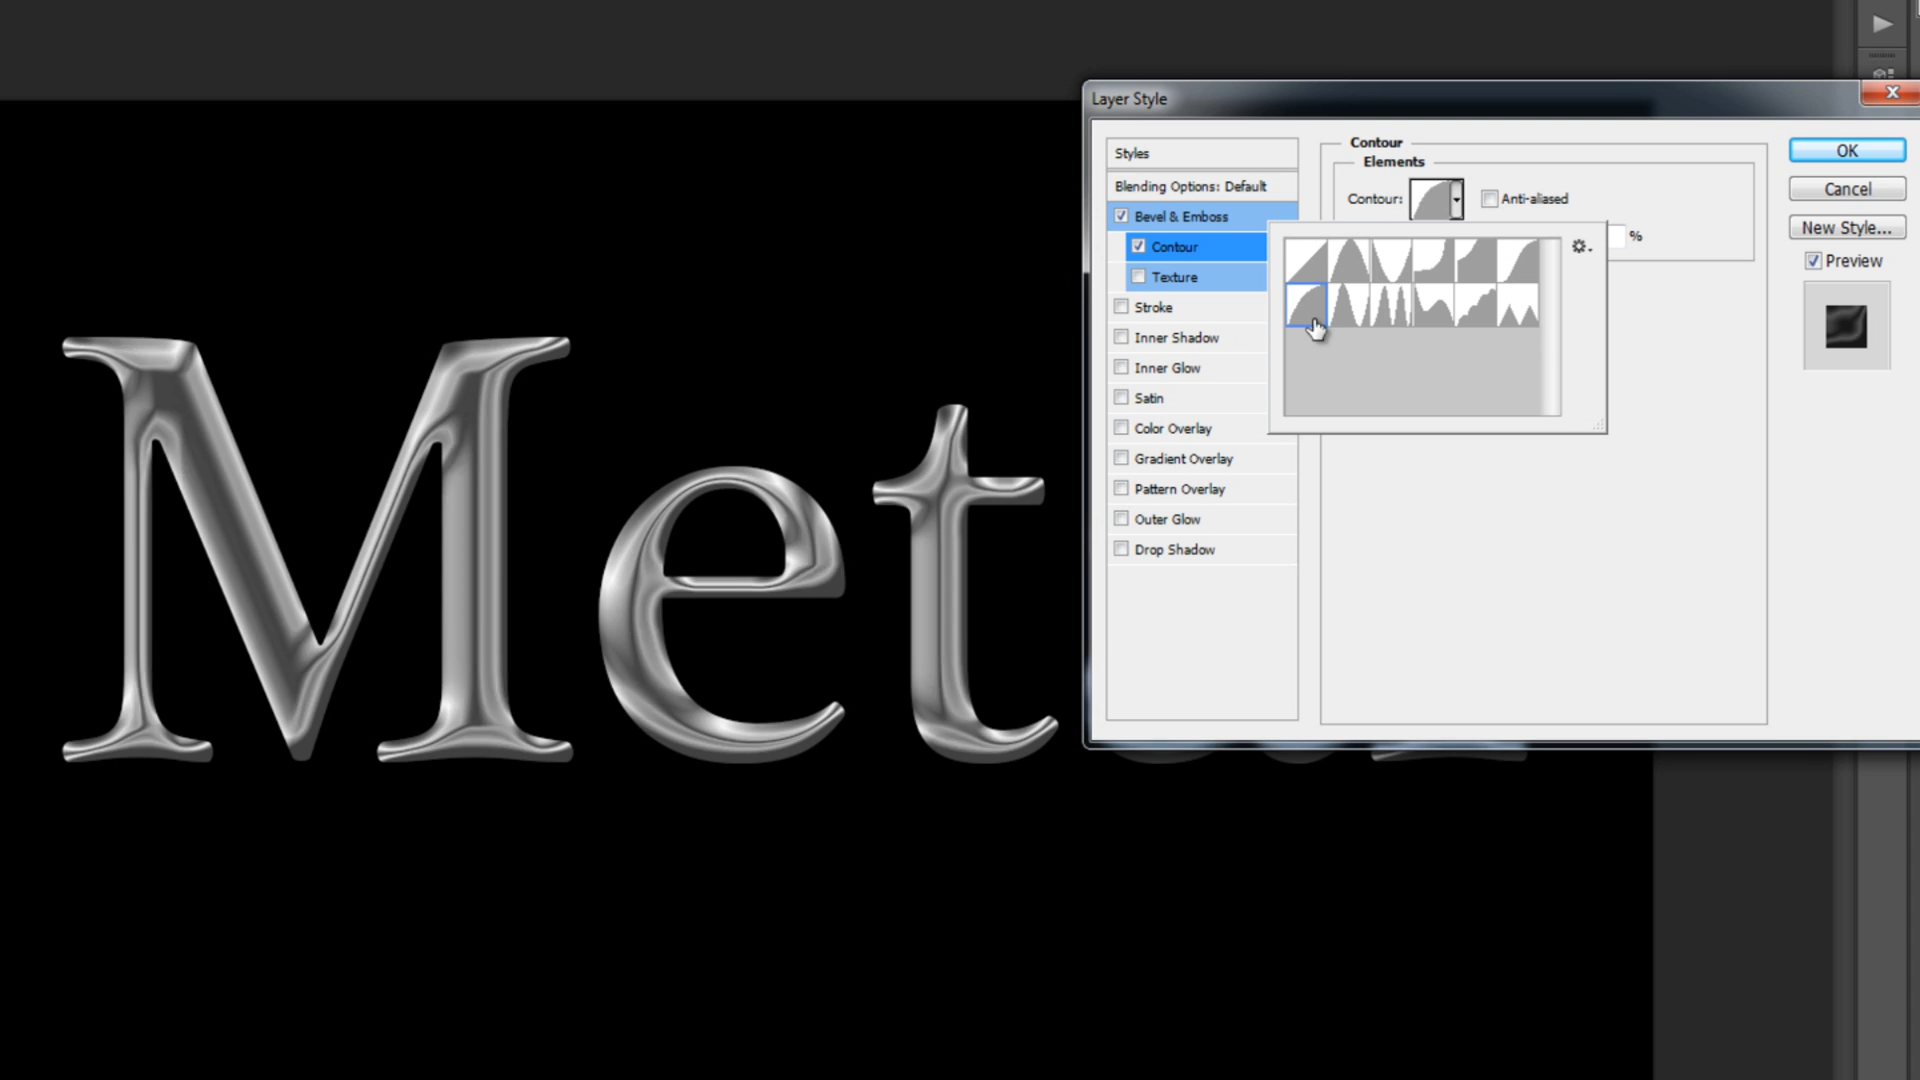 Layer Style
Styles
Blending Options: Default
Bevel & Emboss
Contour
Texture
Stroke
Inner Shadow
Inner Glow
Satin
Color Overlay
Gradient Overlay
Pattern Overlay
Outer Glow
Drop Shadow
Contour
Elements
Contour:
Anti-aliased
%
OK
Cancel
New Style...
Preview
Met